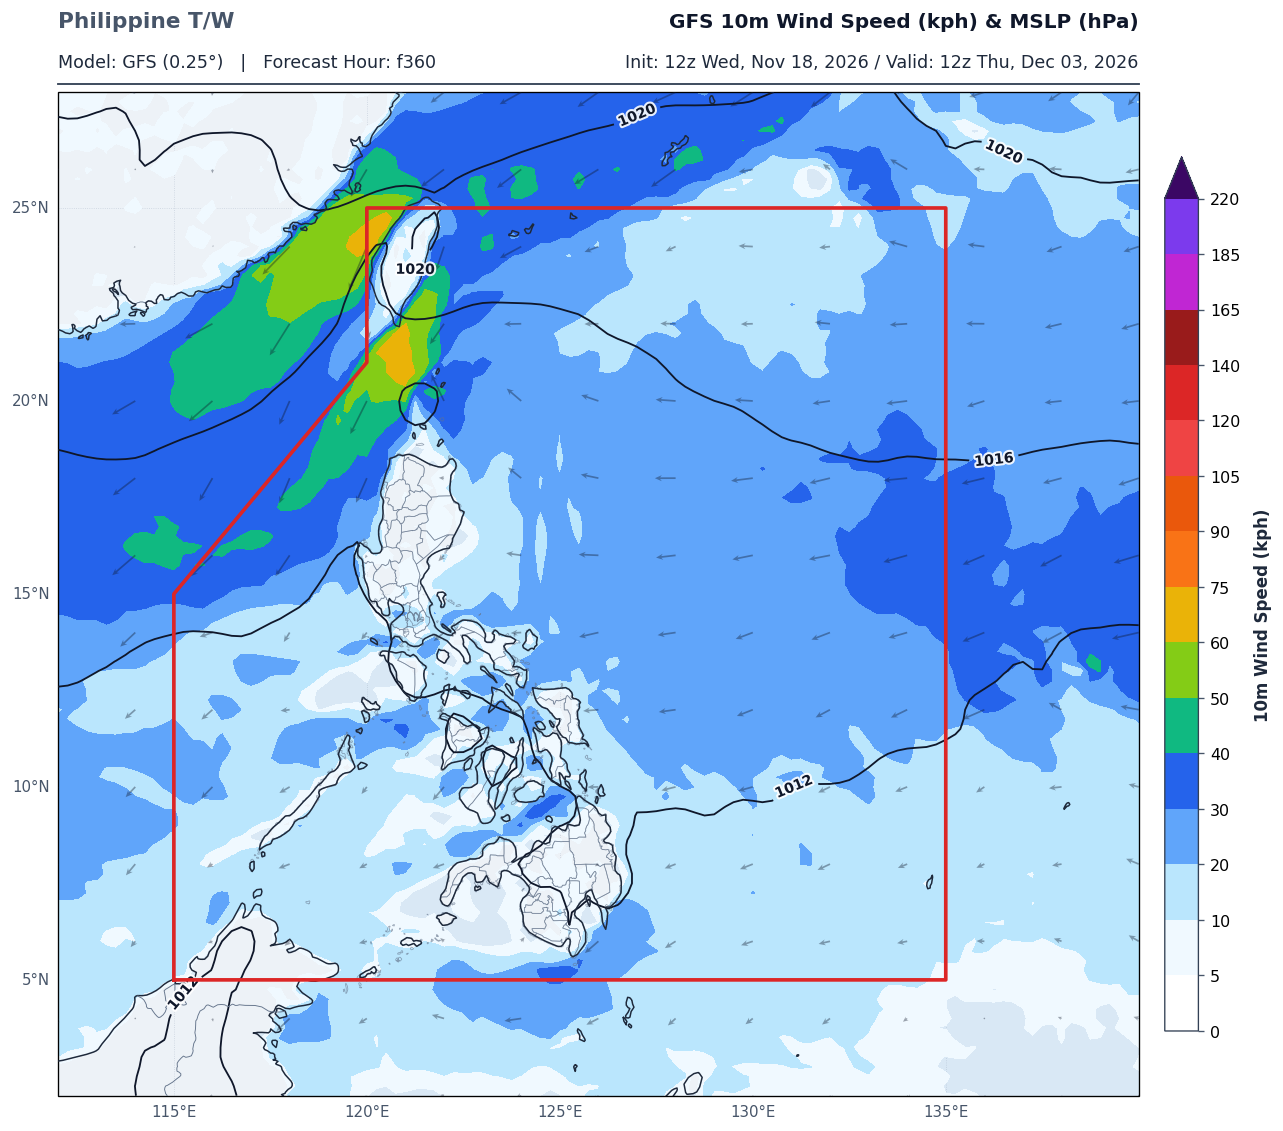 Philippine T/W
GFS 10m Wind Speed (kph) & MSLP (hPa)
Model: GFS (0.25°)   |   Forecast Hour: f360
Init: 12z Wed, Nov 18, 2026 / Valid: 12z Thu, Dec 03, 2026
1020
1020
1020
1016
1012
1012
25°N
20°N
15°N
10°N
5°N
115°E
120°E
125°E
130°E
135°E
220
185
165
140
120
105
90
75
60
50
40
30
20
10
5
0
10m Wind Speed (kph)